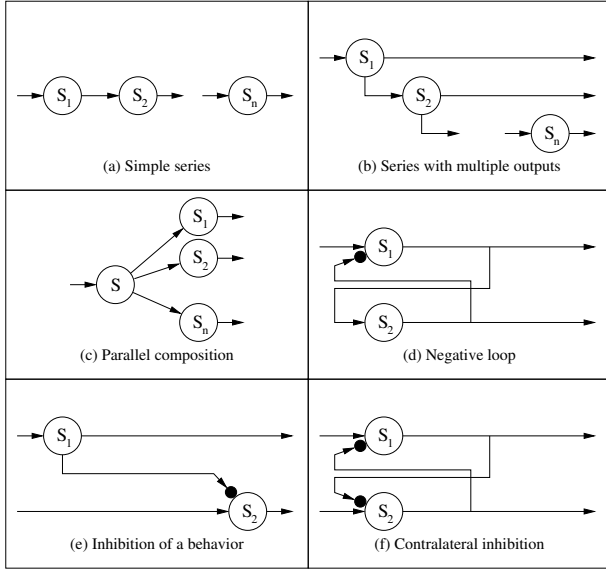 S1 S2 Sn
(a) Simple series
S1
S2
Sn
(b) Series with multiple outputs
S1
S S2
Sn
(c) Parallel composition
S1
S2
(d) Negative loop
S1
S2
(e) Inhibition of a behavior
S1
S2
(f) Contralateral inhibition